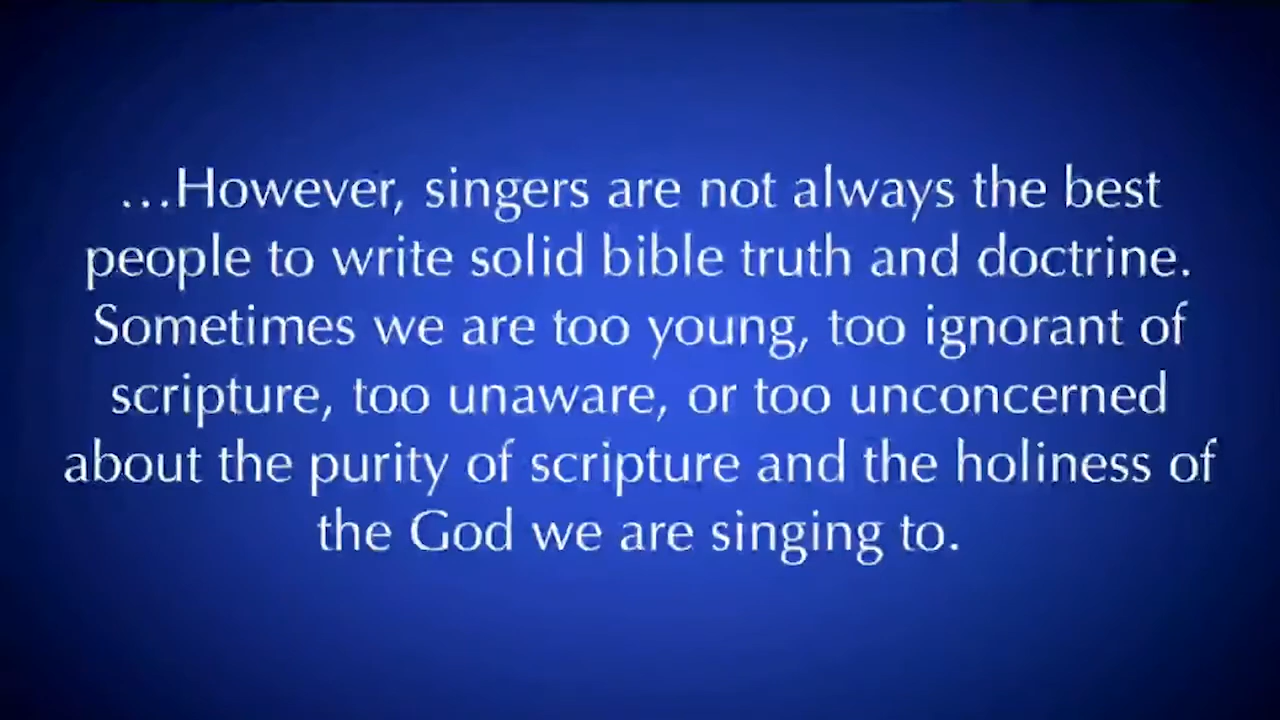 ...However, singers are not always the best
people to write solid bible truth and doctrine.
Sometimes we are too young, too ignorant of
scripture, too unaware, or too unconcerned
about the purity of scripture and the holiness of
the God we are singing to.